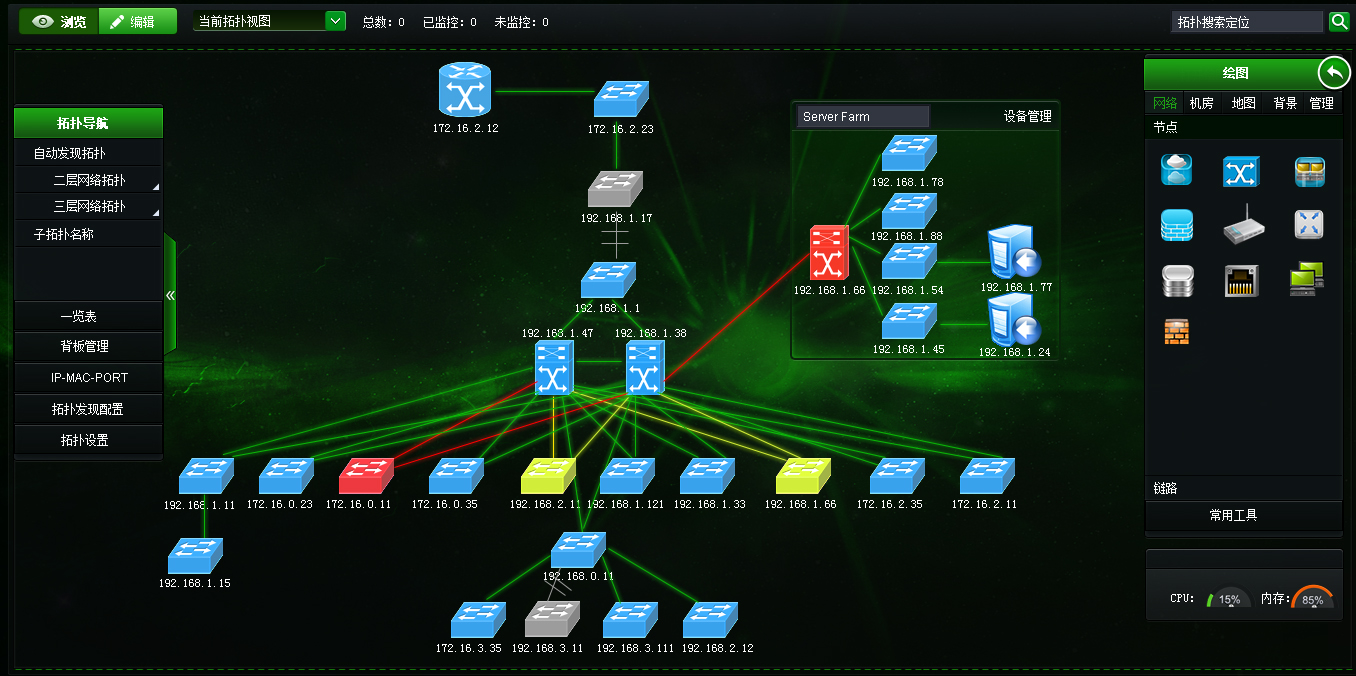 浏览 编辑 当前拓扑视图 总数: 0 已监控: 0 未监控: 0 拓扑搜索定位
拓扑导航
自动发现拓扑
二层网络拓扑
三层网络拓扑
子拓扑名称
«
一览表
背板管理
IP-MAC-PORT
拓扑发现配置
拓扑设置
172.16.2.12
172.16.2.23
192.168.1.17
192.168.1.1
192.168.1.47 192.168.1.38
Server Farm 设备管理
192.168.1.78
192.168.1.88
192.168.1.66 192.168.1.54 192.168.1.77
192.168.1.45 192.168.1.24
192.168.1.11 172.16.0.23 172.16.0.11 172.16.0.35 192.168.2.11 192.168.1.121 192.168.1.33 192.168.1.66 172.16.2.35 172.16.2.11
192.168.1.15
192.168.0.11
172.16.3.35 192.168.3.11 192.168.3.111 192.168.2.12
绘图
网络 机房 地图 背景 管理
节点
链路
常用工具
CPU: 15% 内存: 85%